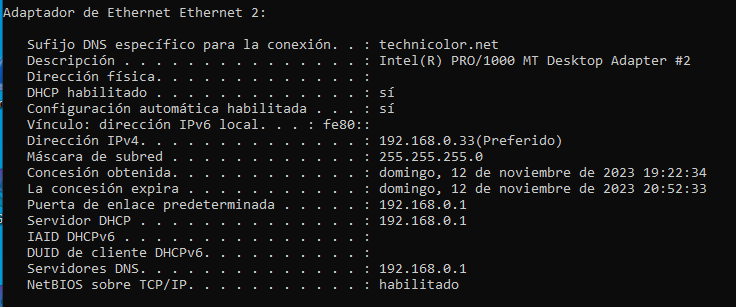 Adaptador de Ethernet Ethernet 2:
Sufijo DNS específico para la conexión. . : technicolor.net
Descripción . . . . . . . . . . . . . . . : Intel(R) PRO/1000 MT Desktop Adapter #2
Dirección física. . . . . . . . . . . . . :
DHCP habilitado . . . . . . . . . . . . . : sí
Configuración automática habilitada . . . : sí
Vínculo: dirección IPv6 local. . . : fe80::
Dirección IPv4. . . . . . . . . . . . . . : 192.168.0.33(Preferido)
Máscara de subred . . . . . . . . . . . . : 255.255.255.0
Concesión obtenida. . . . . . . . . . . . : domingo, 12 de noviembre de 2023 19:22:34
La concesión expira . . . . . . . . . . . : domingo, 12 de noviembre de 2023 20:52:33
Puerta de enlace predeterminada . . . . . : 192.168.0.1
Servidor DHCP . . . . . . . . . . . . . . : 192.168.0.1
IAID DHCPv6 . . . . . . . . . . . . . . . :
DUID de cliente DHCPv6. . . . . . . . . . :
Servidores DNS. . . . . . . . . . . . . . : 192.168.0.1
NetBIOS sobre TCP/IP. . . . . . . . . . . : habilitado